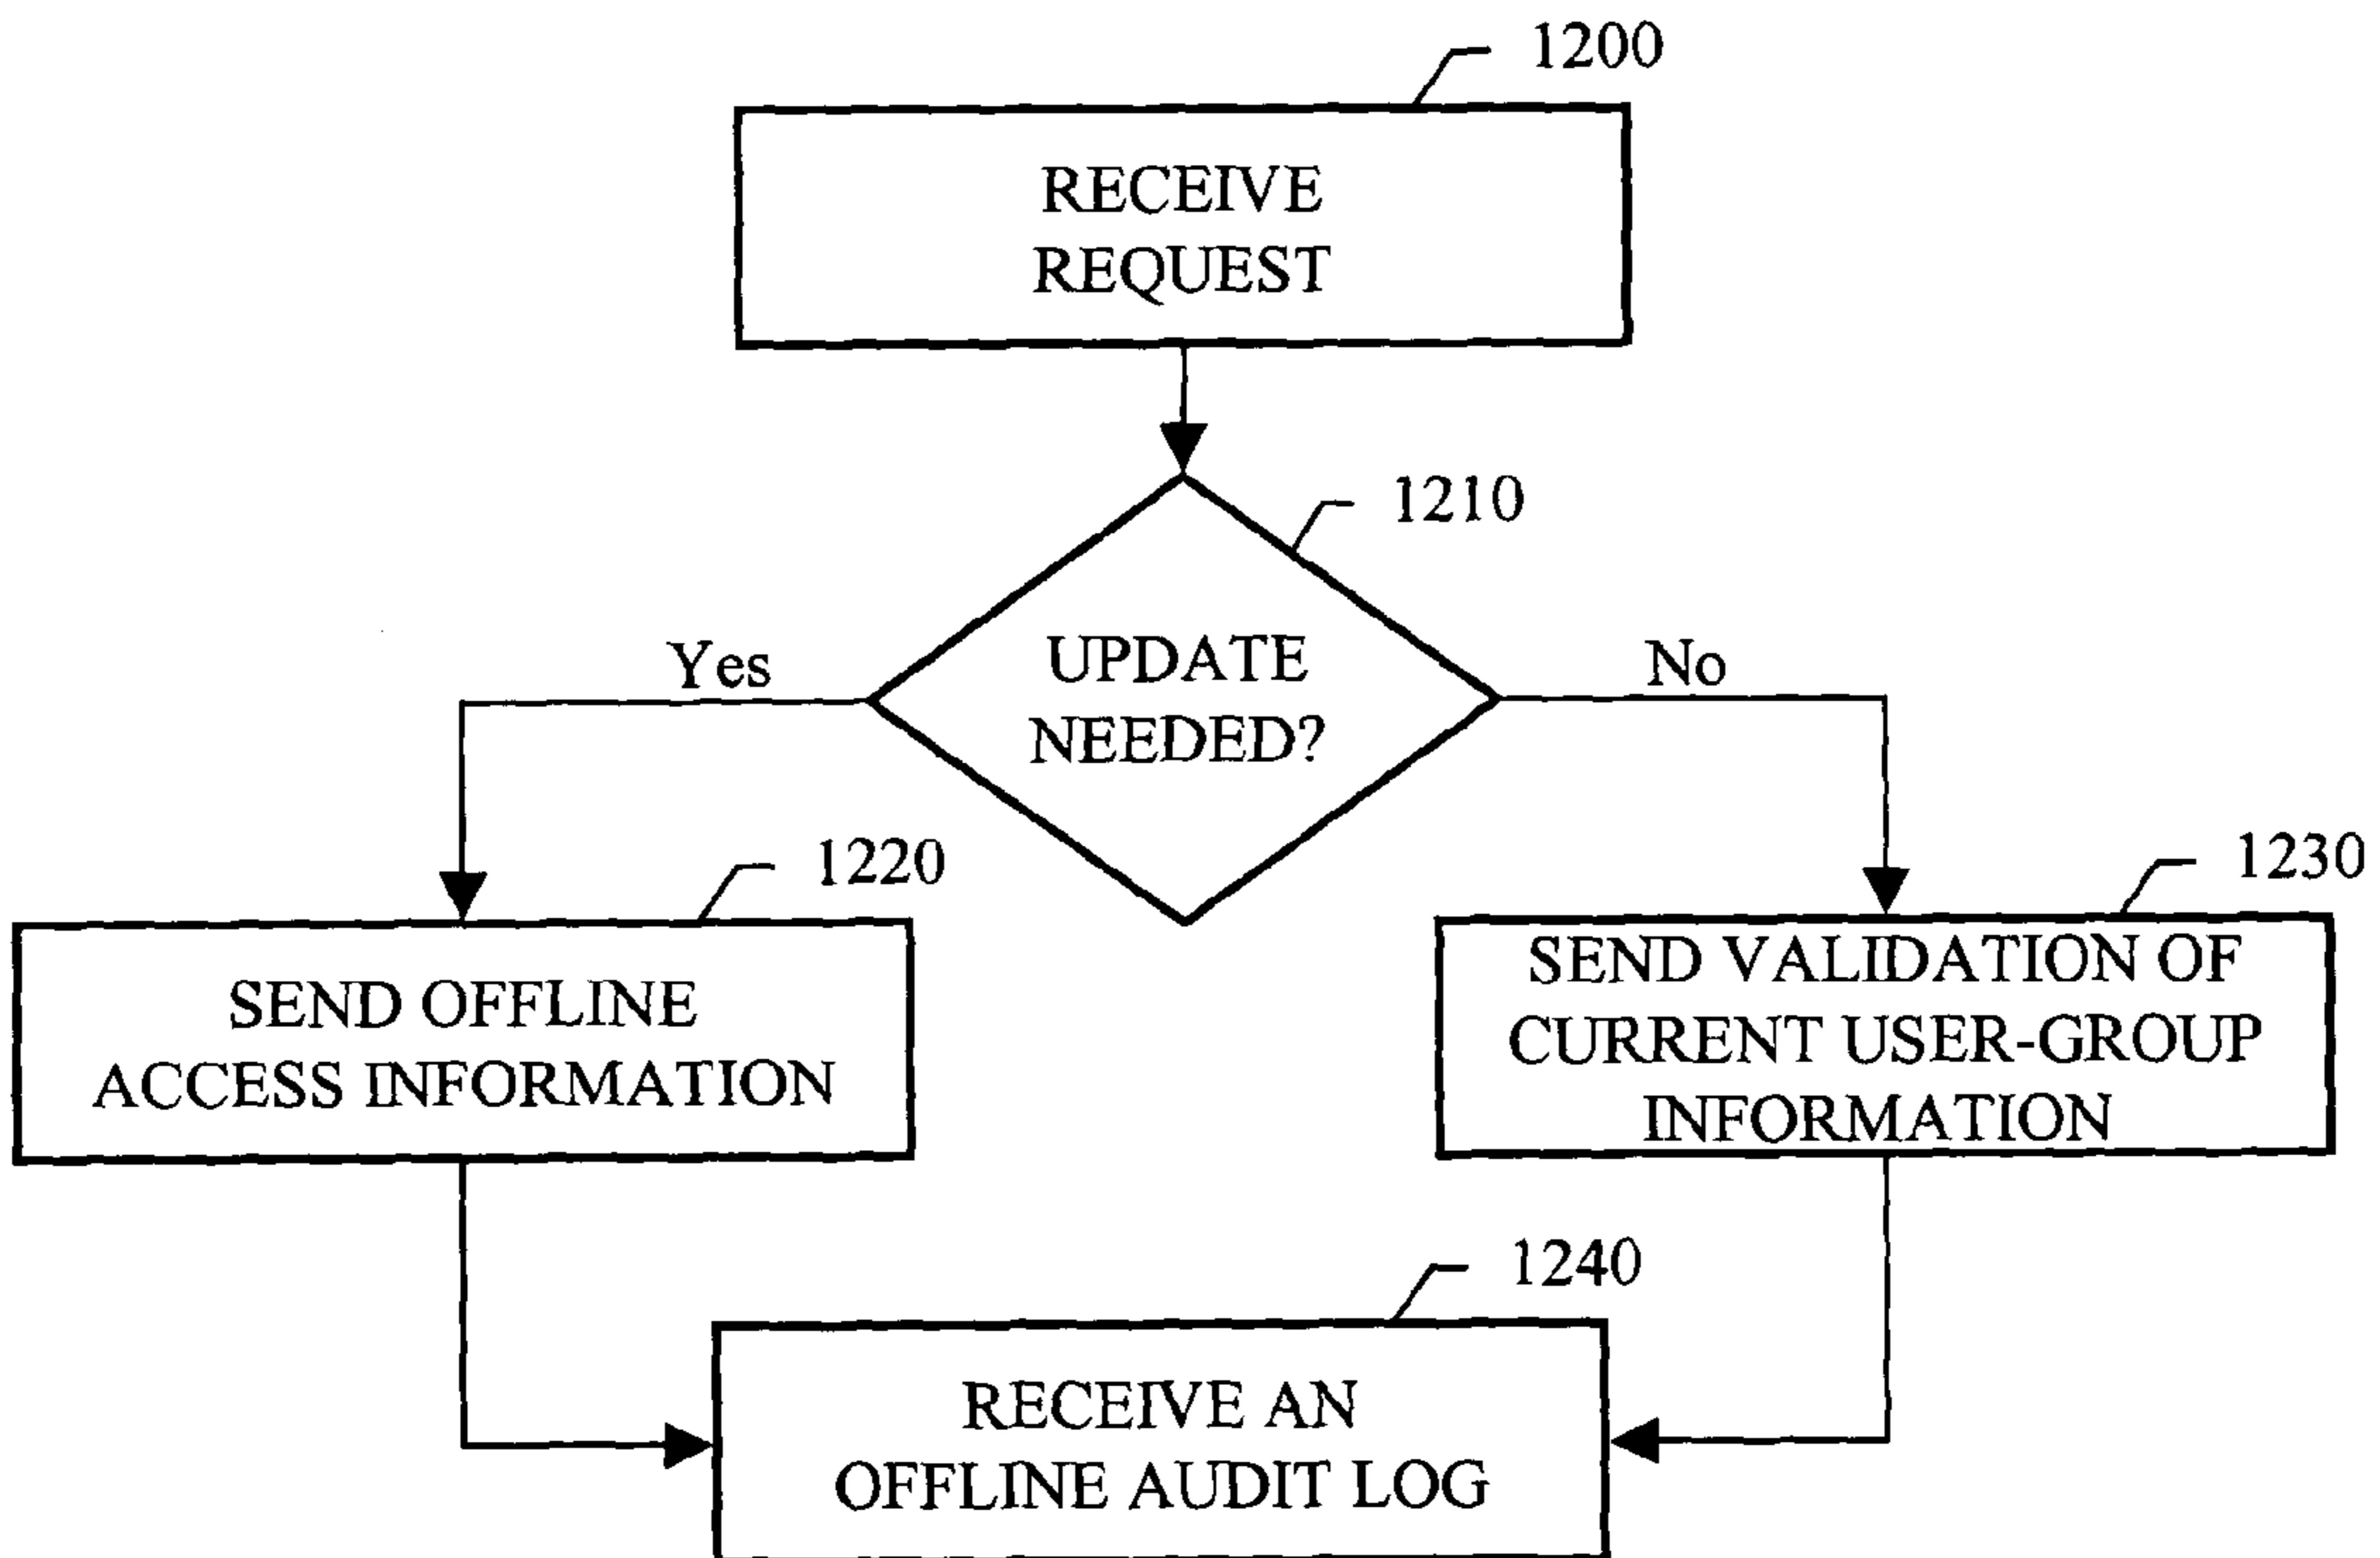 1200
RECEIVE
REQUEST
1210
UPDATE
NEEDED?
Yes
No
1220
SEND OFFLINE
ACCESS INFORMATION
1230
SEND VALIDATION OF
CURRENT USER-GROUP
INFORMATION
1240
RECEIVE AN
OFFLINE AUDIT LOG